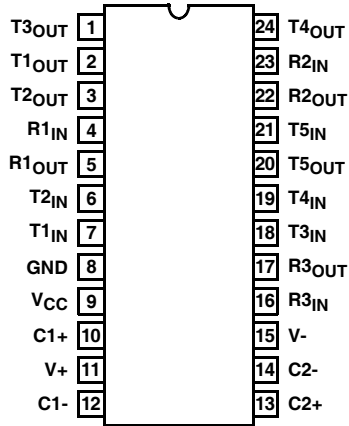 T3OUT 1 24 T4OUT
T1OUT 2 23 R2IN
T2OUT 3 22 R2OUT
R1IN 4 21 T5IN
R1OUT 5 20 T5OUT
T2IN 6 19 T4IN
T1IN 7 18 T3IN
GND 8 17 R3OUT
VCC 9 16 R3IN
C1+ 10 15 V-
V+ 11 14 C2-
C1- 12 13 C2+